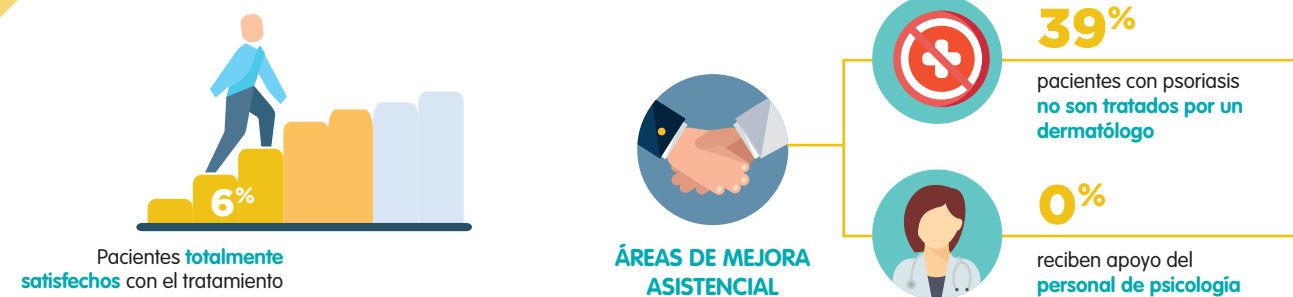 6%
Pacientes totalmente
satisfechos con el tratamiento
ÁREAS DE MEJORA
ASISTENCIAL
39%
pacientes con psoriasis
no son tratados por un
dermatólogo
0%
reciben apoyo del
personal de psicología